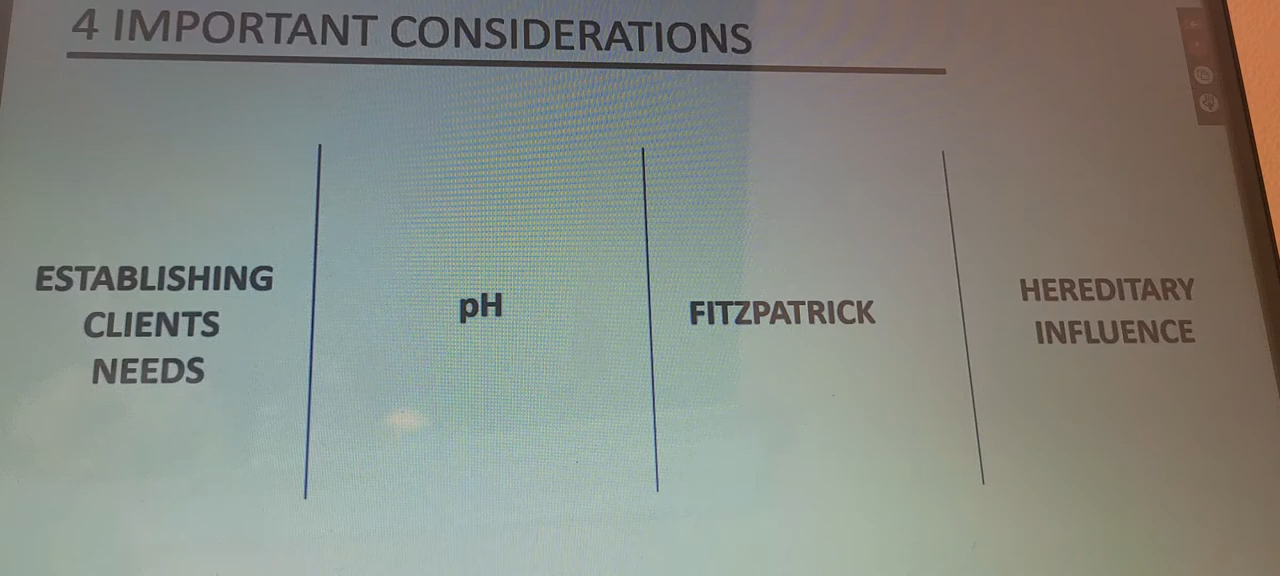 4 IMPORTANT CONSIDERATIONS
ESTABLISHING
CLIENTS
NEEDS
pH
FITZPATRICK
HEREDITARY
INFLUENCE